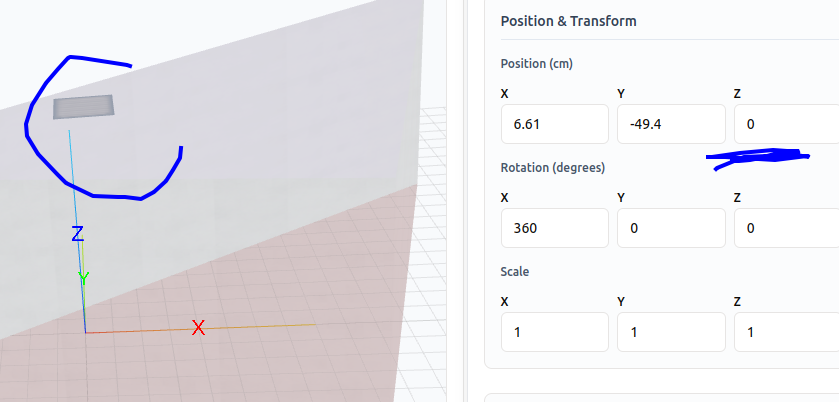 Position & Transform
Position (cm)
X Y Z
6.61 -49.4 0
Rotation (degrees)
X Y Z
360 0 0
Scale
X Y Z
1 1 1
Z
Y
X